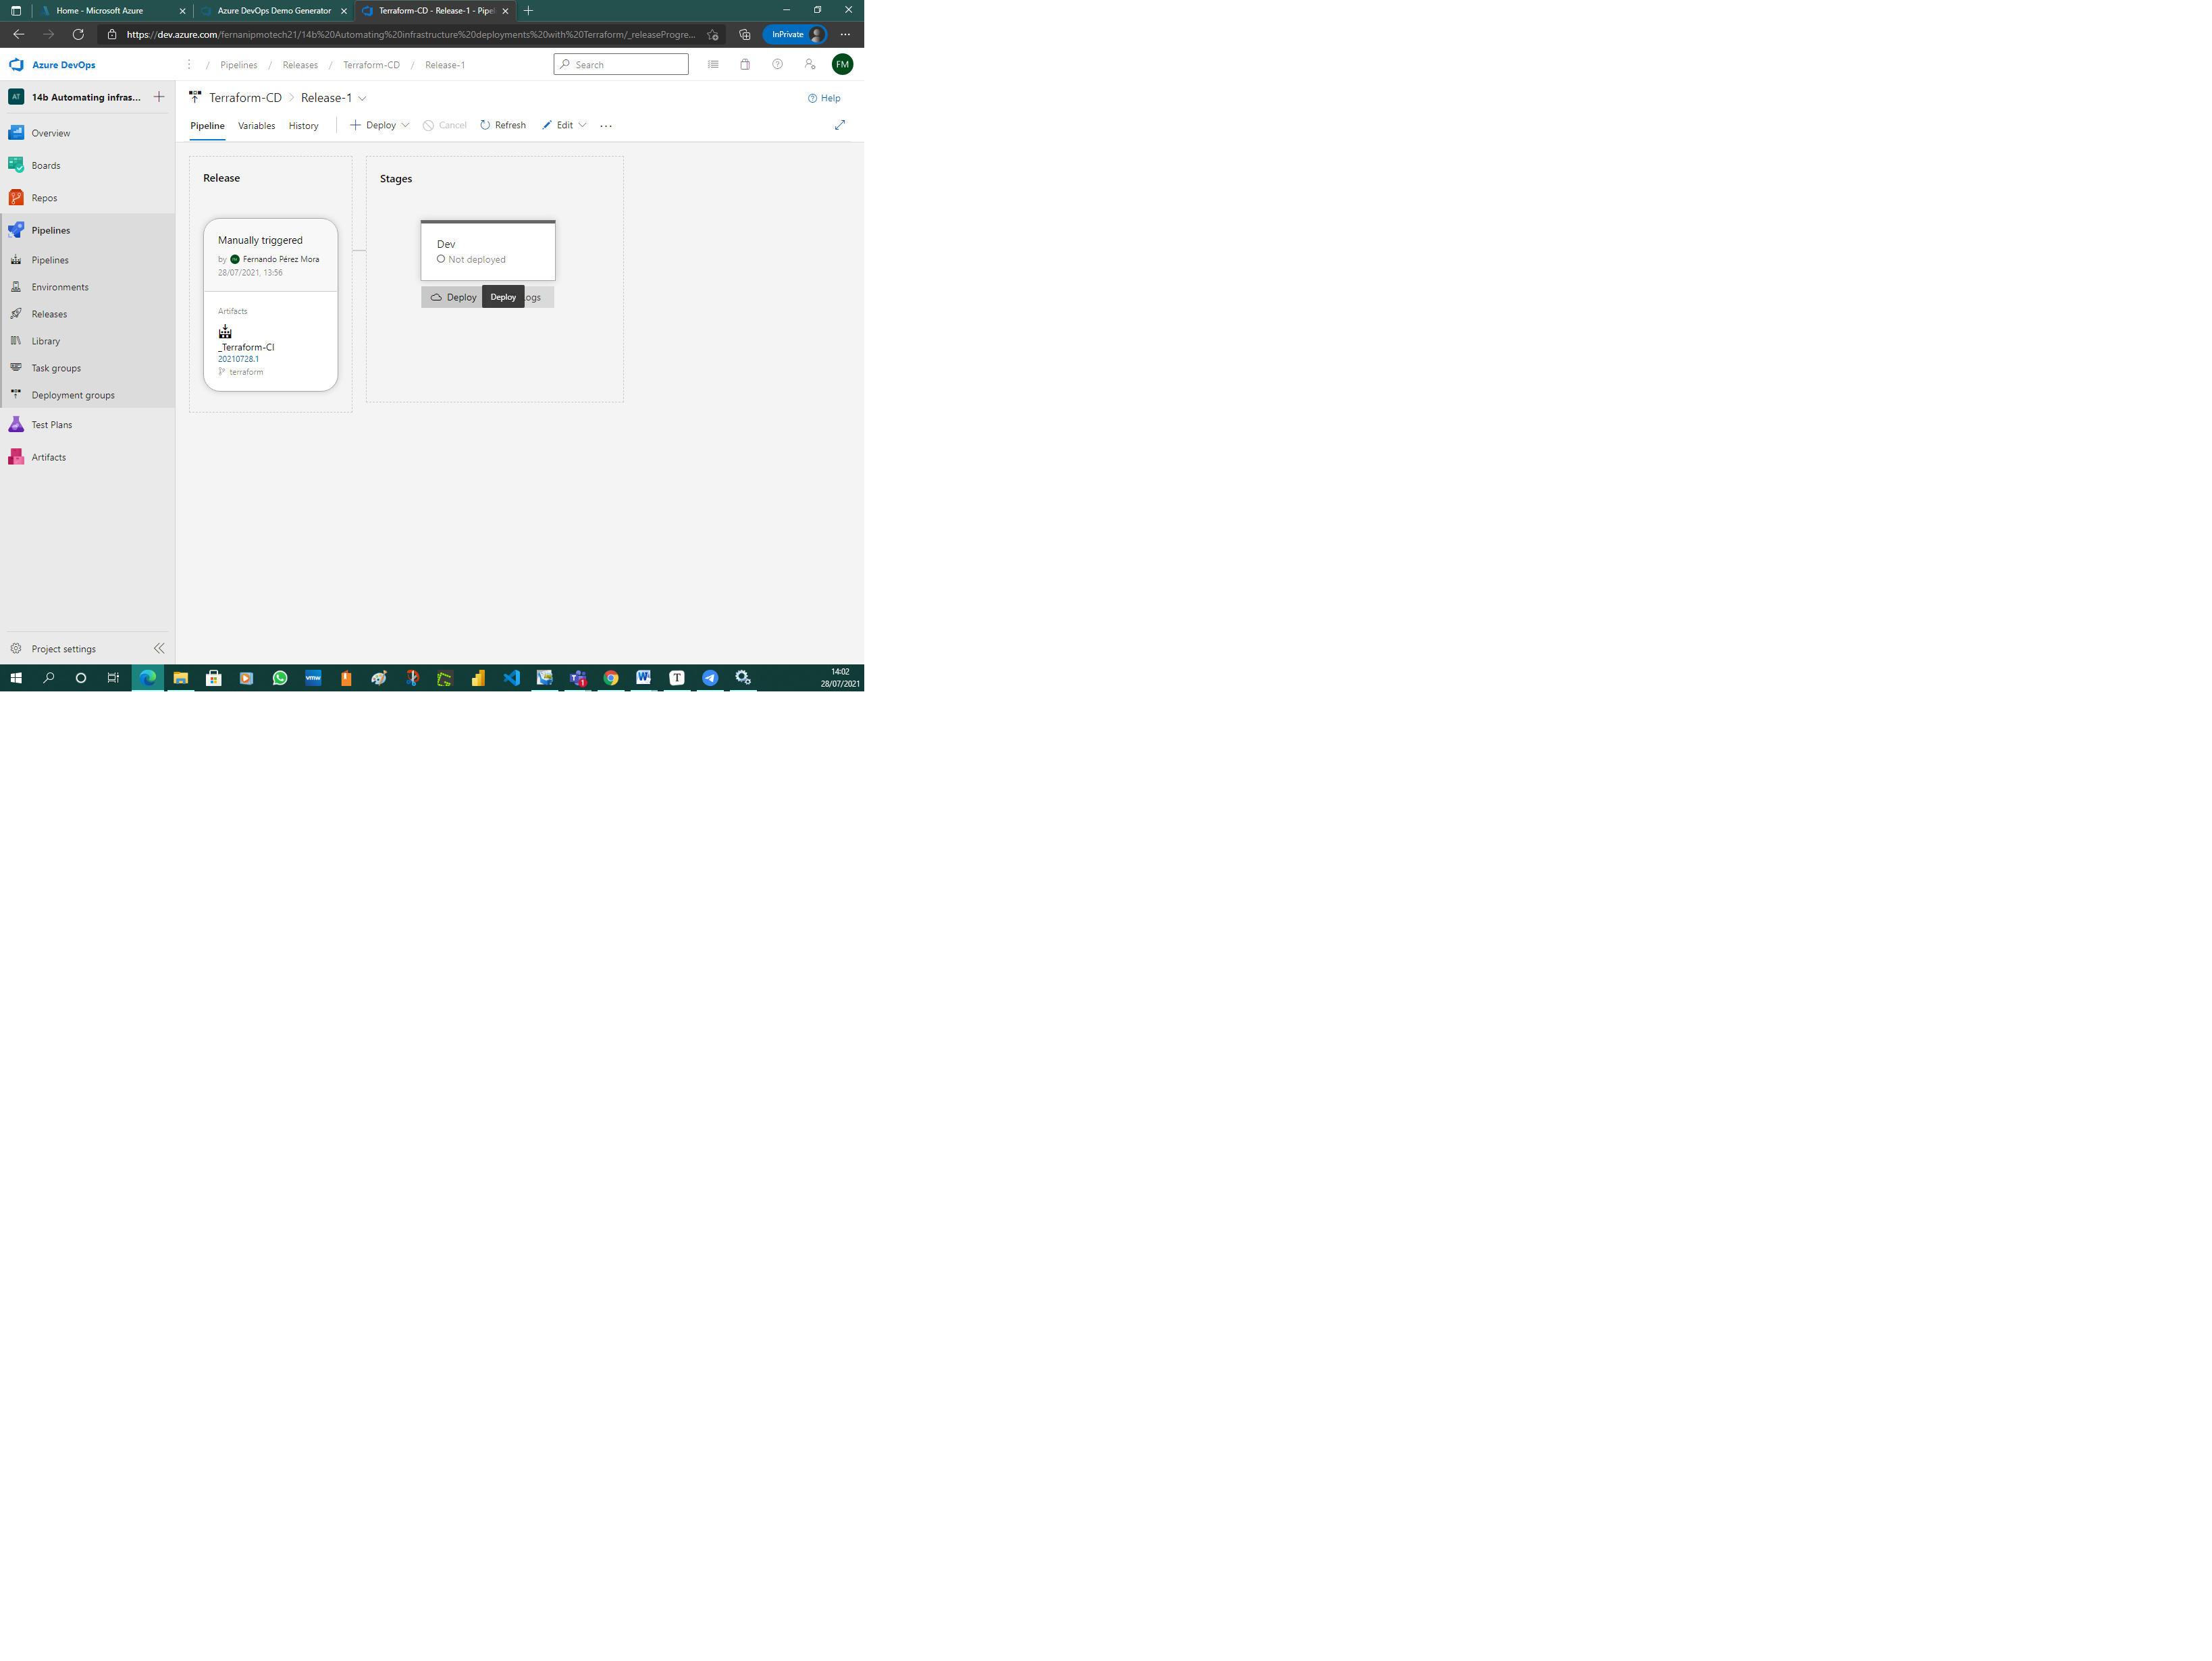 Home - Microsoft Azure
Azure DevOps Demo Generator
Terraform-CD - Release-1 - Pipel
https://dev.azure.com/fernanipmotech21/14b%20Automating%20infrastructure%20deployments%20with%20Terraform/_releaseProgre...
InPrivate
Azure DevOps
/ Pipelines / Releases / Terraform-CD / Release-1
Search
FM
AT
14b Automating infras...
Terraform-CD > Release-1
Help
Pipeline
Variables
History
Deploy
Cancel
Refresh
Edit
Overview
Boards
Repos
Pipelines
Pipelines
Environments
Releases
Library
Task groups
Deployment groups
Test Plans
Artifacts
Project settings
Release
Manually triggered
by Fernando Pérez Mora
28/07/2021, 13:56
Artifacts
_Terraform-CI
20210728.1
terraform
Stages
Dev
Not deployed
Deploy
Deploy
ogs
vmw
1
T
14:02
28/07/2021